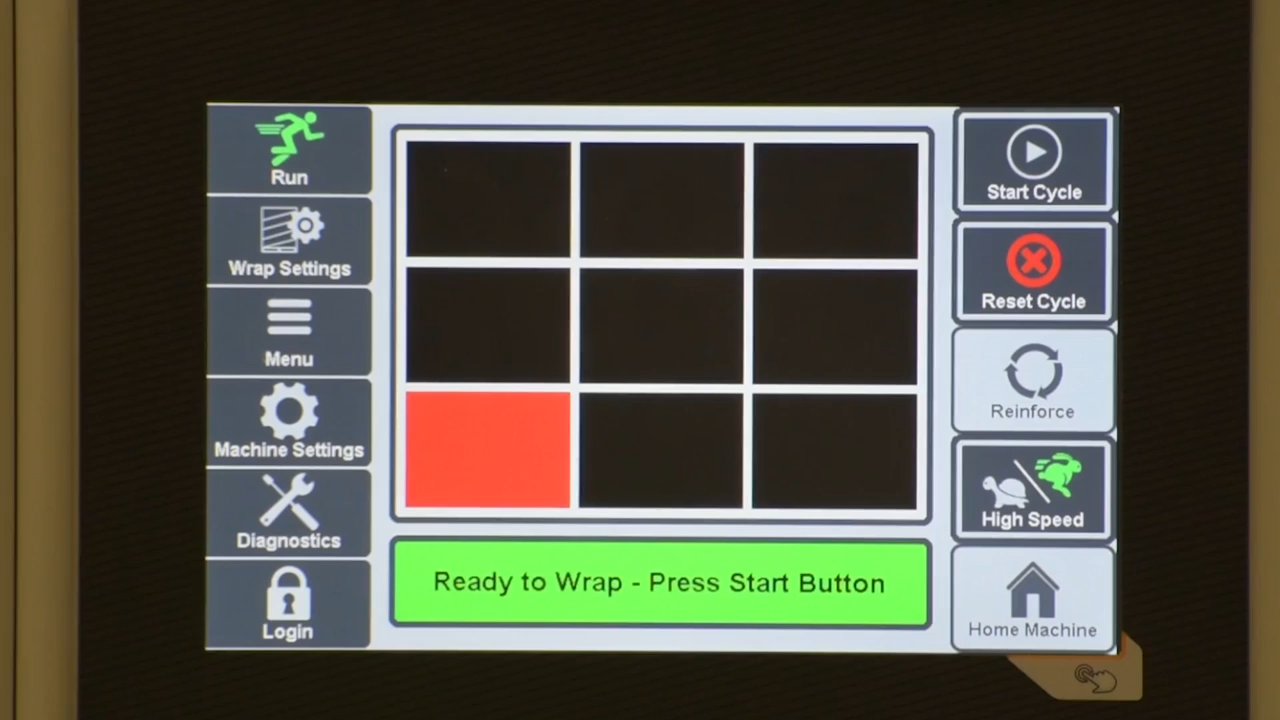 Run
Wrap Settings
Menu
Machine Settings
Diagnostics
Login
Ready to Wrap - Press Start Button
Start Cycle
Reset Cycle
Reinforce
High Speed
Home Machine